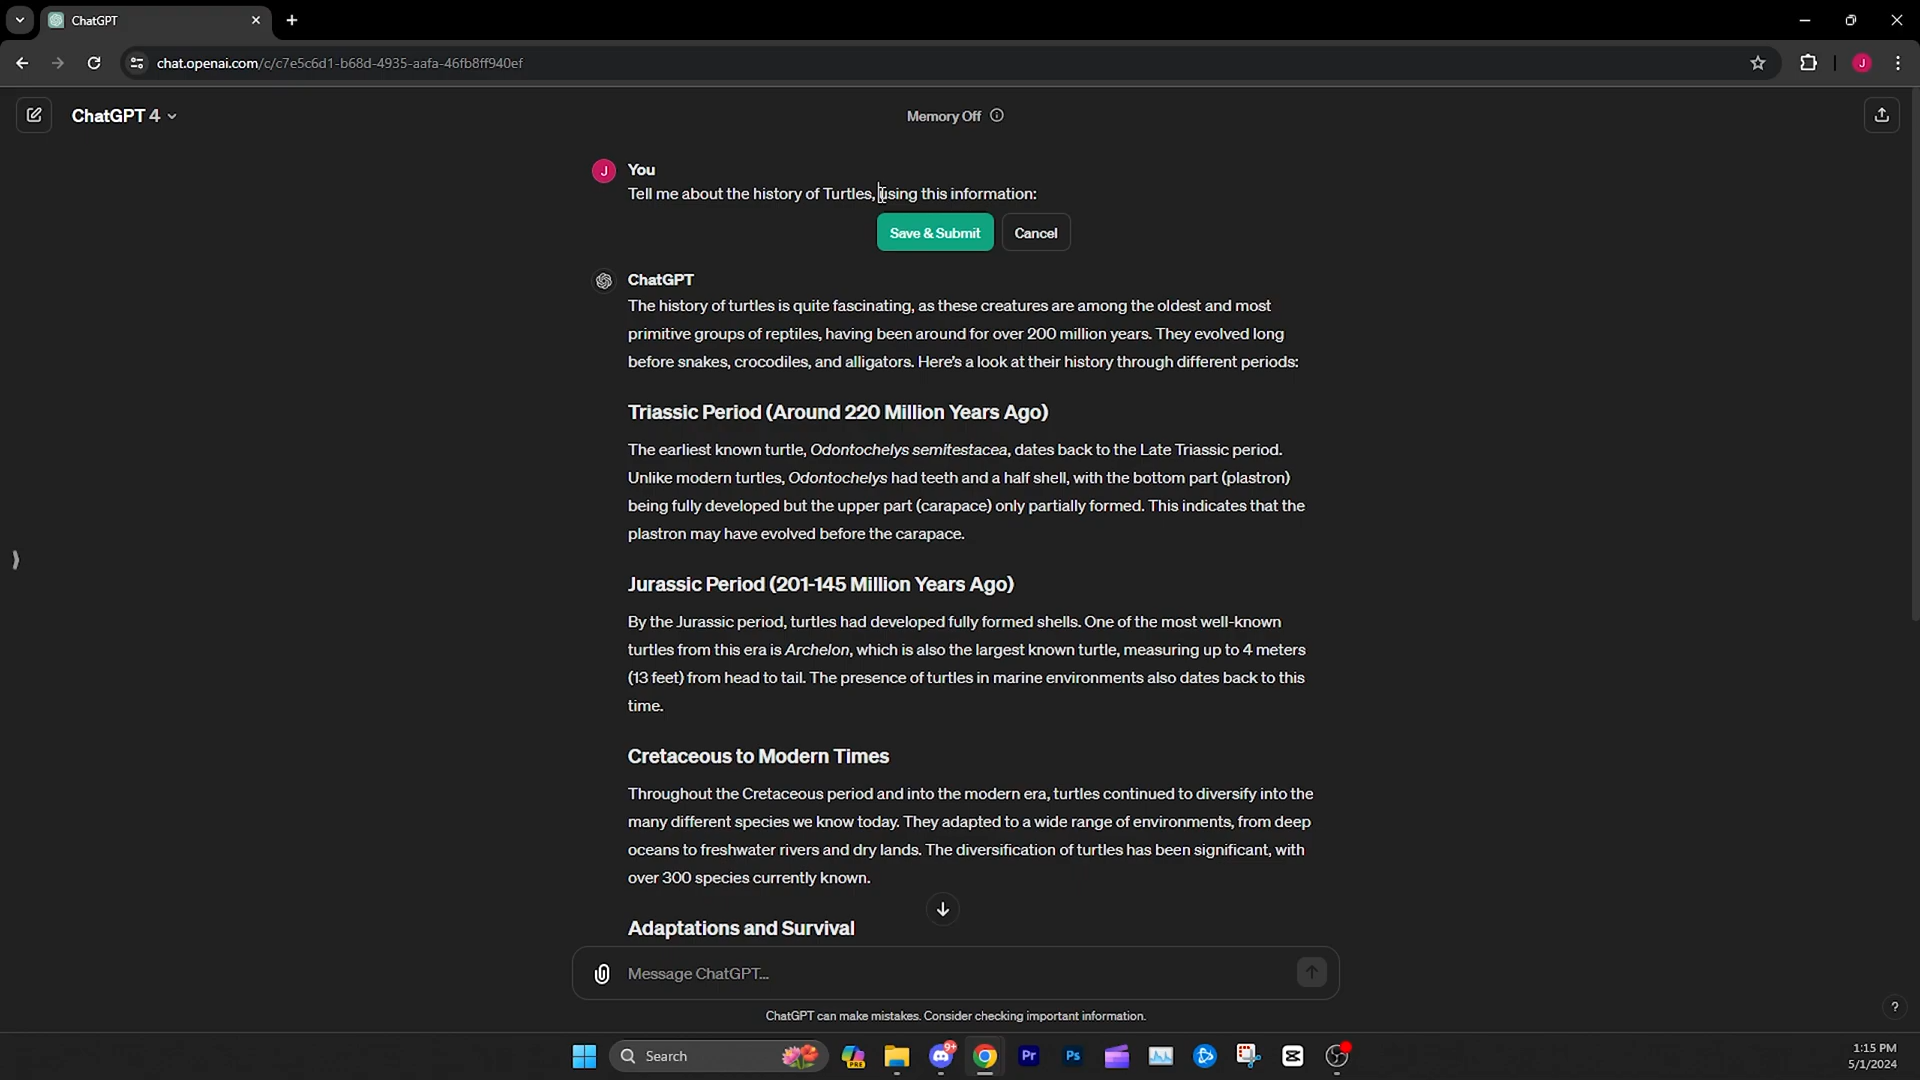 ChatGPT
chat.openai.com/c/c7e5c6d1-b68d-4935-aafa-46fb8ff940ef
J
ChatGPT 4
Memory Off
J
You
Tell me about the history of Turtles, using this information:
Save & Submit
Cancel
ChatGPT
The history of turtles is quite fascinating, as these creatures are among the oldest and most
primitive groups of reptiles, having been around for over 200 million years. They evolved long
before snakes, crocodiles, and alligators. Here's a look at their history through different periods:
Triassic Period (Around 220 Million Years Ago)
The earliest known turtle, Odontochelys semitestacea, dates back to the Late Triassic period.
Unlike modern turtles, Odontochelys had teeth and a half shell, with the bottom part (plastron)
being fully developed but the upper part (carapace) only partially formed. This indicates that the
plastron may have evolved before the carapace.
Jurassic Period (201-145 Million Years Ago)
By the Jurassic period, turtles had developed fully formed shells. One of the most well-known
turtles from this era is Archelon, which is also the largest known turtle, measuring up to 4 meters
(13 feet) from head to tail. The presence of turtles in marine environments also dates back to this
time.
Cretaceous to Modern Times
Throughout the Cretaceous period and into the modern era, turtles continued to diversify into the
many different species we know today. They adapted to a wide range of environments, from deep
oceans to freshwater rivers and dry lands. The diversification of turtles has been significant, with
over 300 species currently known.
Adaptations and Survival
Message ChatGPT...
ChatGPT can make mistakes. Consider checking important information.
?
Search
PRE
9+
Pr
Ps
1:15 PM
5/1/2024